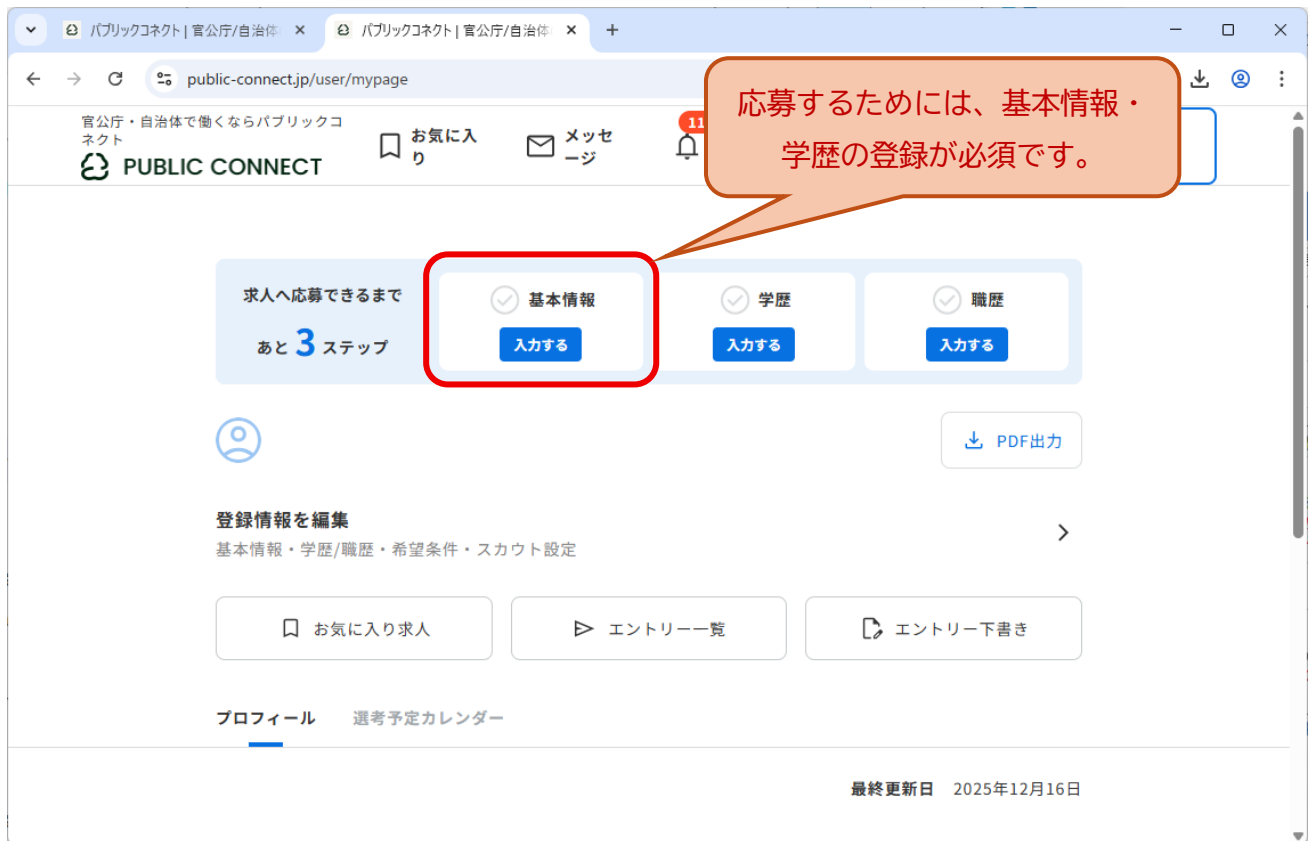 パブリックコネクト | 官公庁/自治体
パブリックコネクト | 官公庁/自治体
public-connect.jp/user/mypage
応募するためには、基本情報・
学歴の登録が必須です。
官公庁・自治体で働くならパブリックコ
ネクト
PUBLIC CONNECT
お気に入
り
メッセ
ージ
11
求人へ応募できるまで
あと 3 ステップ
基本情報
入力する
学歴
入力する
職歴
入力する
PDF出力
登録情報を編集
基本情報・学歴/職歴・希望条件・スカウト設定
お気に入り求人
エントリー一覧
エントリー下書き
プロフィール
選考予定カレンダー
最終更新日 2025年12月16日